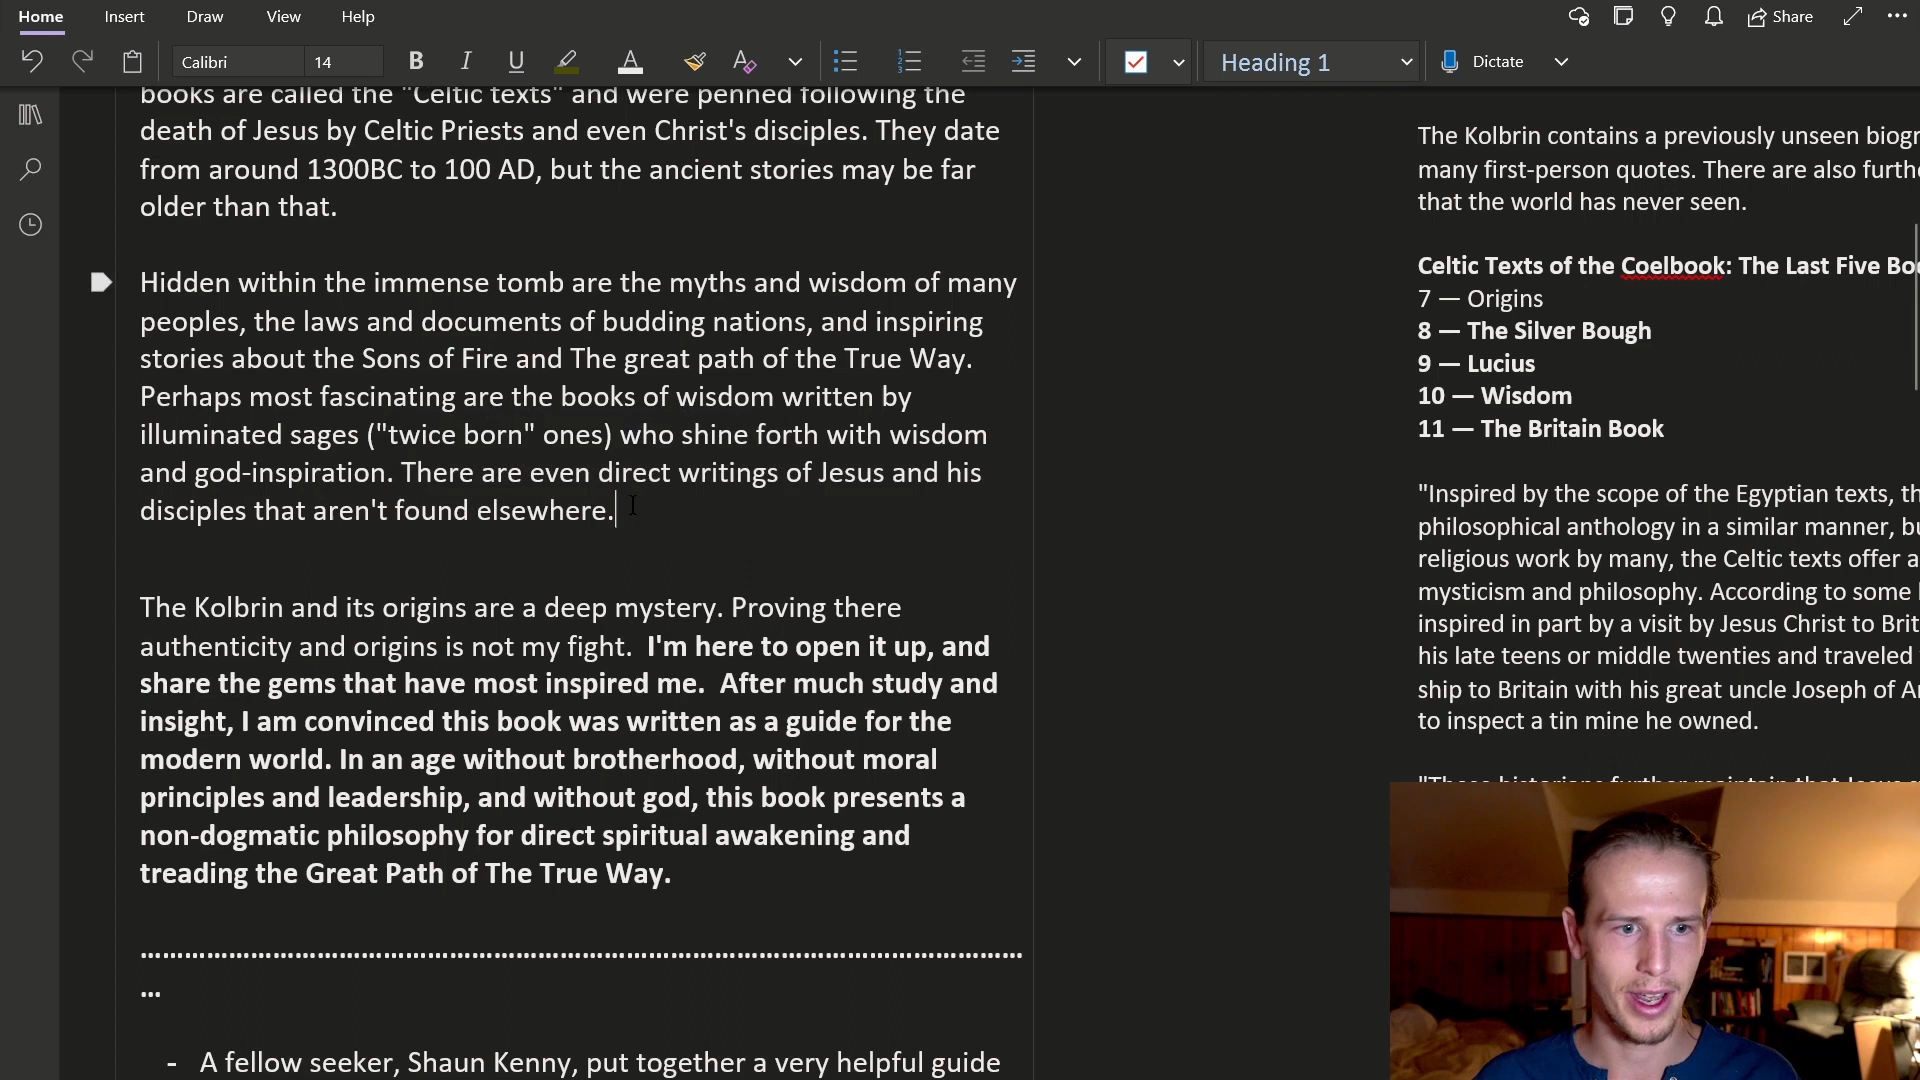 Home Insert Draw View Help Share
Calibri 14 B I U A A Heading 1 Dictate
books are called the "Celtic texts" and were penned following the
death of Jesus by Celtic Priests and even Christ's disciples. They date
from around 1300BC to 100 AD, but the ancient stories may be far
older than that.
Hidden within the immense tomb are the myths and wisdom of many
peoples, the laws and documents of budding nations, and inspiring
stories about the Sons of Fire and The great path of the True Way.
Perhaps most fascinating are the books of wisdom written by
illuminated sages ("twice born" ones) who shine forth with wisdom
and god-inspiration. There are even direct writings of Jesus and his
disciples that aren't found elsewhere.
The Kolbrin and its origins are a deep mystery. Proving there
authenticity and origins is not my fight.  I'm here to open it up, and
share the gems that have most inspired me.  After much study and
insight, I am convinced this book was written as a guide for the
modern world. In an age without brotherhood, without moral
principles and leadership, and without god, this book presents a
non-dogmatic philosophy for direct spiritual awakening and
treading the Great Path of The True Way.
...
- A fellow seeker, Shaun Kenny, put together a very helpful guide
The Kolbrin contains a previously unseen
many first-person quotes. There are also
that the world has never seen.
Celtic Texts of the Coelbook: The Last Five
7 — Origins
8 — The Silver Bough
9 — Lucius
10 — Wisdom
11 — The Britain Book
"Inspired by the scope of the Egyptian texts,
philosophical anthology in a similar manner,
religious work by many, the Celtic texts offer a
mysticism and philosophy. According to some
inspired in part by a visit by Jesus Christ to
his late teens or middle twenties and traveled
ship to Britain with his great uncle Joseph of
to inspect a tin mine he owned.